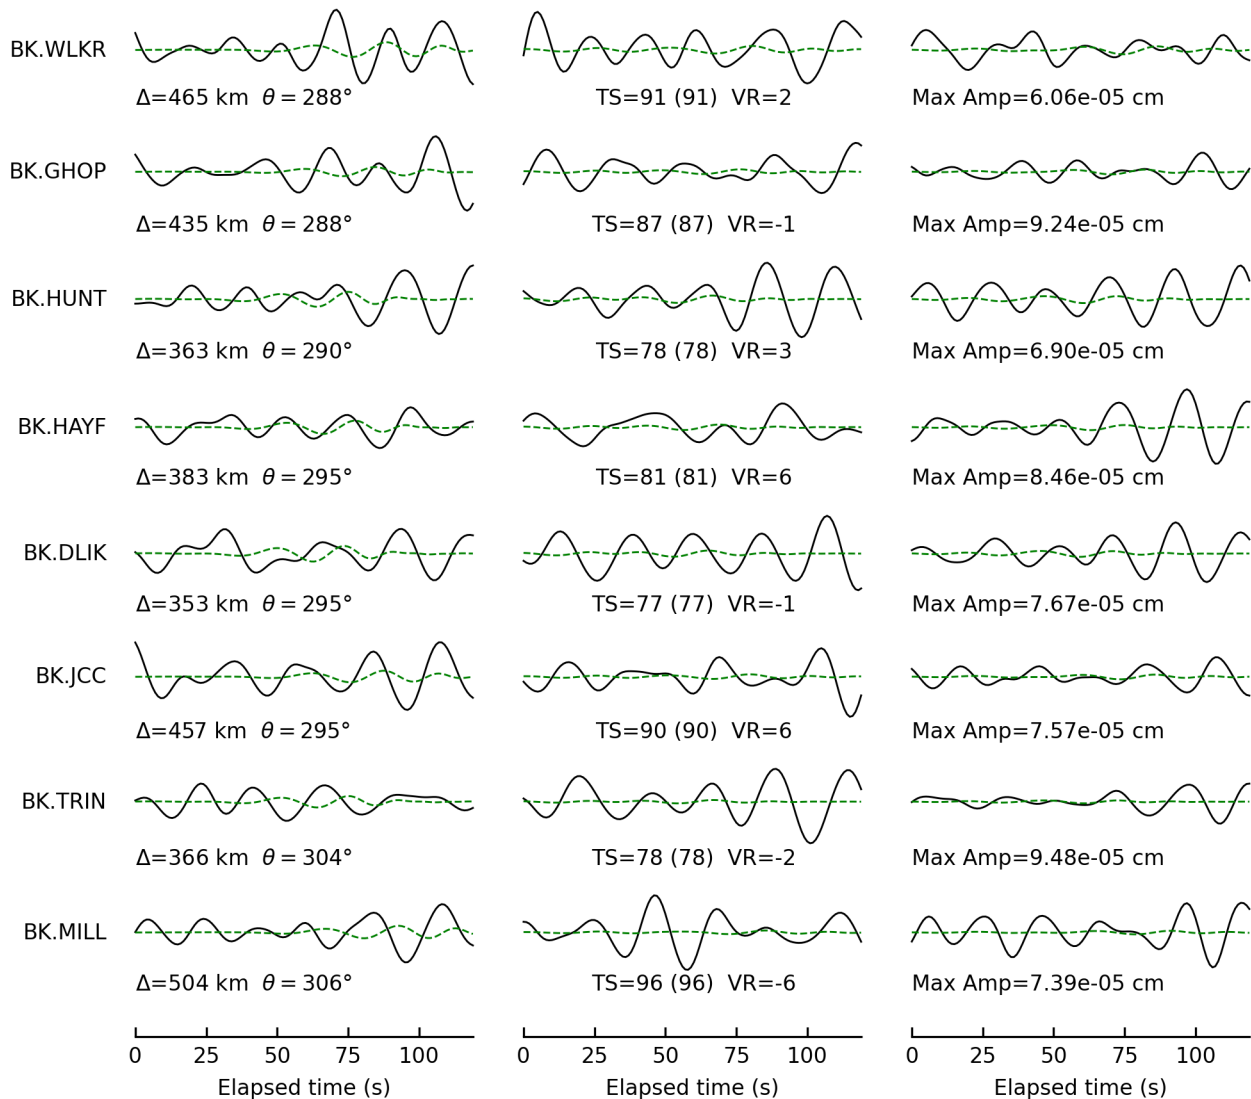 BK.WLKR
Δ=465 km θ = 288° TS=91 (91) VR=2 Max Amp=6.06e-05 cm
BK.GHOP
Δ=435 km θ = 288° TS=87 (87) VR=-1 Max Amp=9.24e-05 cm
BK.HUNT
Δ=363 km θ = 290° TS=78 (78) VR=3 Max Amp=6.90e-05 cm
BK.HAYF
Δ=383 km θ = 295° TS=81 (81) VR=6 Max Amp=8.46e-05 cm
BK.DLIK
Δ=353 km θ = 295° TS=77 (77) VR=-1 Max Amp=7.67e-05 cm
BK.JCC
Δ=457 km θ = 295° TS=90 (90) VR=6 Max Amp=7.57e-05 cm
BK.TRIN
Δ=366 km θ = 304° TS=78 (78) VR=-2 Max Amp=9.48e-05 cm
BK.MILL
Δ=504 km θ = 306° TS=96 (96) VR=-6 Max Amp=7.39e-05 cm
0 25 50 75 100 0 25 50 75 100 0 25 50 75 100
Elapsed time (s) Elapsed time (s) Elapsed time (s)